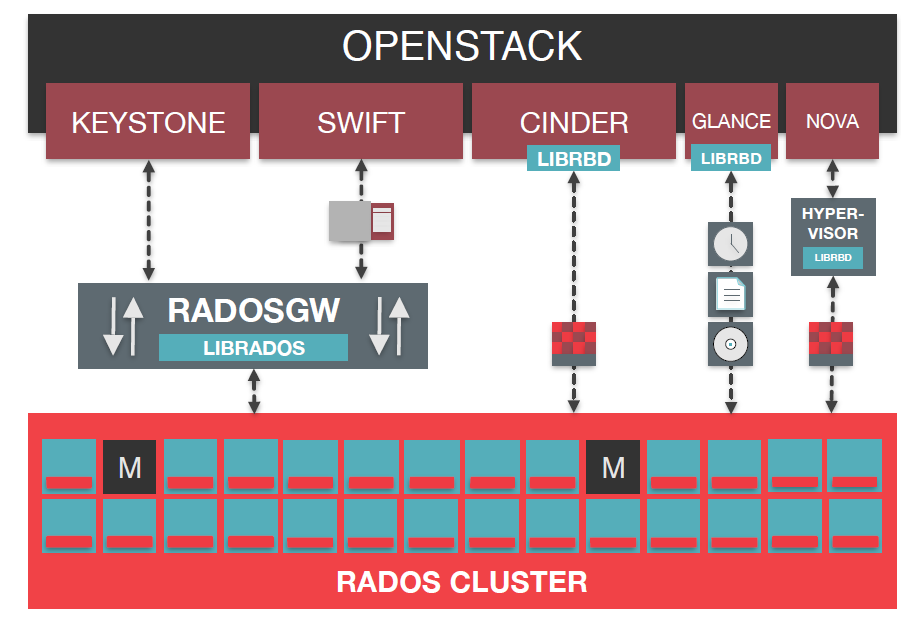 OPENSTACK
KEYSTONE
SWIFT
CINDER
GLANCE
NOVA
LIBRBD
LIBRBD
HYPER-
VISOR
LIBRBD
RADOSGW
LIBRADOS
M
M
RADOS CLUSTER